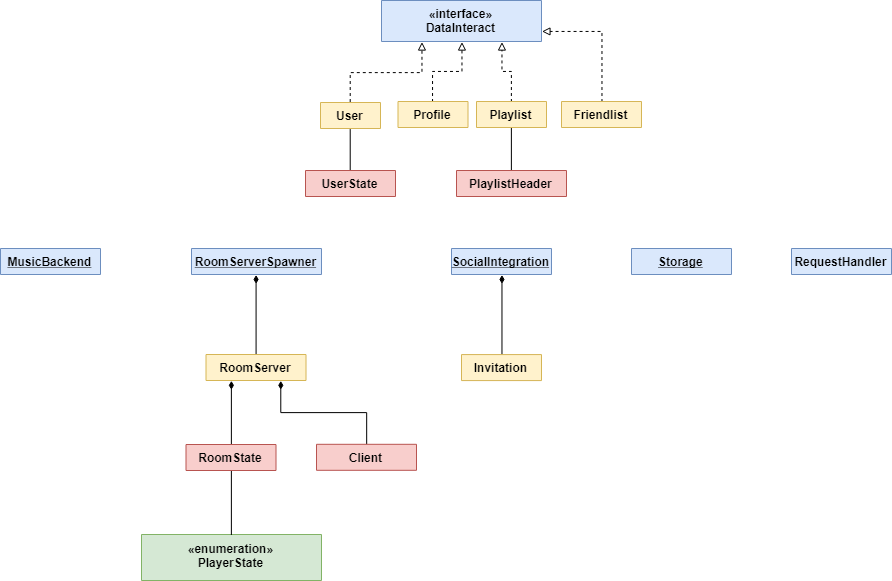 «interface»
DataInteract
User
Profile
Playlist
Friendlist
UserState
PlaylistHeader
MusicBackend
RoomServerSpawner
SocialIntegration
Storage
RequestHandler
RoomServer
Invitation
RoomState
Client
«enumeration»
PlayerState